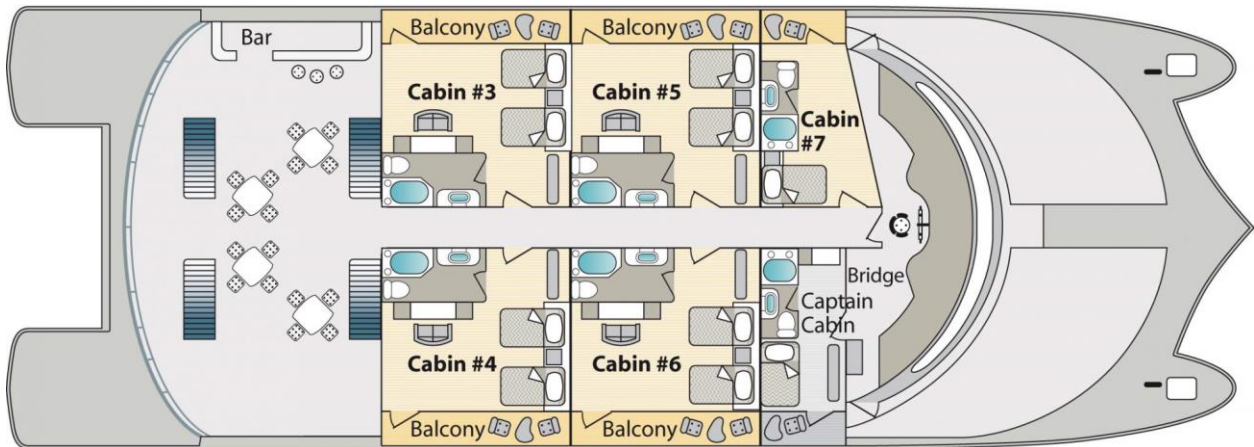 Bar
Balcony
Balcony
Cabin #3
Cabin #5
Cabin
#7
Bridge
Captain
Cabin
Cabin #4
Cabin #6
Balcony
Balcony